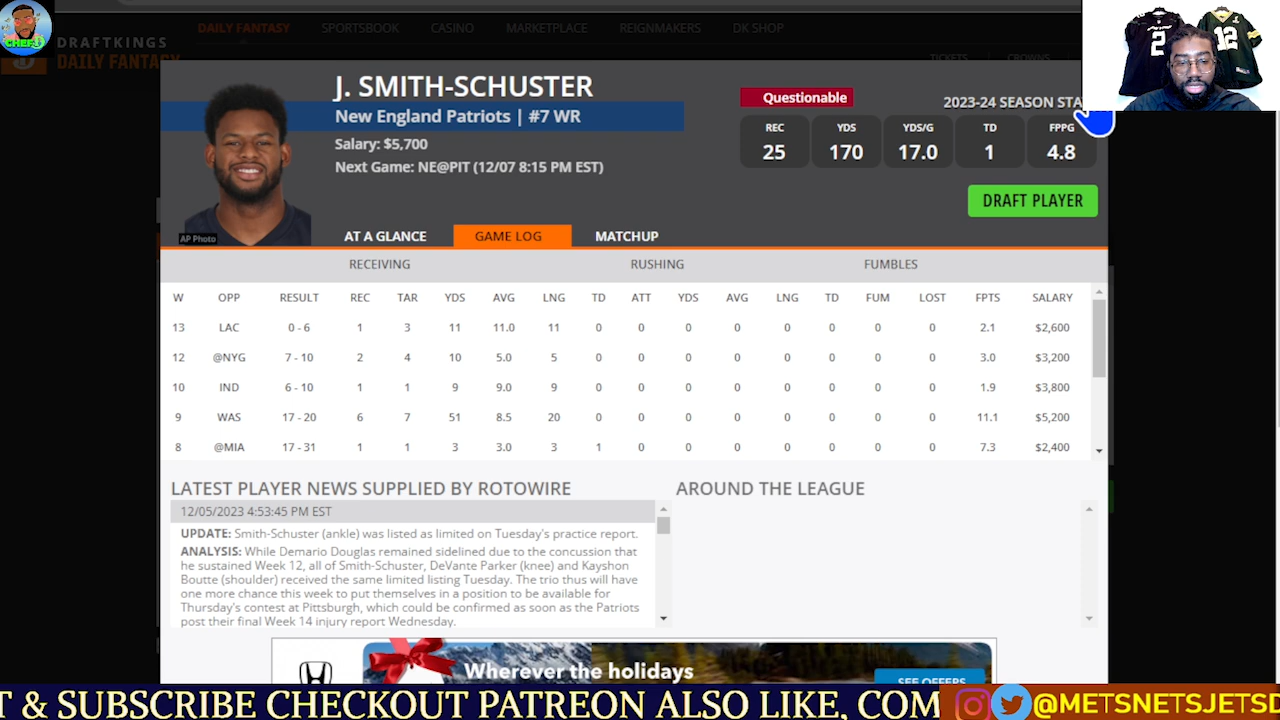 CHEF
DRAFTKINGS
DAILY FANTASY
DAILY FANTASY SPORTSBOOK CASINO MARKETPLACE REIGNMAKERS DK SHOP
TICKETS CROWNS
2 12
J. SMITH-SCHUSTER
New England Patriots | #7 WR
Salary: $5,700
Next Game: NE@PIT (12/07 8:15 PM EST)
AP Photo
Questionable
2023-24 SEASON STA
REC YDS YDS/G TD FPPG
25 170 17.0 1 4.8
DRAFT PLAYER
AT A GLANCE GAME LOG MATCHUP
RECEIVING RUSHING FUMBLES
W OPP RESULT REC TAR YDS AVG LNG TD ATT YDS AVG LNG TD FUM LOST FPTS SALARY
13 LAC 0 - 6 1 3 11 11.0 11 0 0 0 0 0 0 0 0 2.1 $2,600
12 @NYG 7 - 10 2 4 10 5.0 5 0 0 0 0 0 0 0 0 3.0 $3,200
10 IND 6 - 10 1 1 9 9.0 9 0 0 0 0 0 0 0 0 1.9 $3,800
9 WAS 17 - 20 6 7 51 8.5 20 0 0 0 0 0 0 0 0 11.1 $5,200
8 @MIA 17 - 31 1 1 3 3.0 3 1 0 0 0 0 0 0 0 7.3 $2,400
LATEST PLAYER NEWS SUPPLIED BY ROTOWIRE
12/05/2023 4:53:45 PM EST
UPDATE: Smith-Schuster (ankle) was listed as limited on Tuesday's practice report.
ANALYSIS: While Demario Douglas remained sidelined due to the concussion that
he sustained Week 12, all of Smith-Schuster, DeVante Parker (knee) and Kayshon
Boutte (shoulder) received the same limited listing Tuesday. The trio thus will have
one more chance this week to put themselves in a position to be available for
Thursday's contest at Pittsburgh, which could be confirmed as soon as the Patriots
post their final Week 14 injury report Wednesday.
AROUND THE LEAGUE
Wherever the holidays
SEE OFFERS
T & SUBSCRIBE CHECKOUT PATREON ALSO LIKE, COM
@METSNETSJETSD